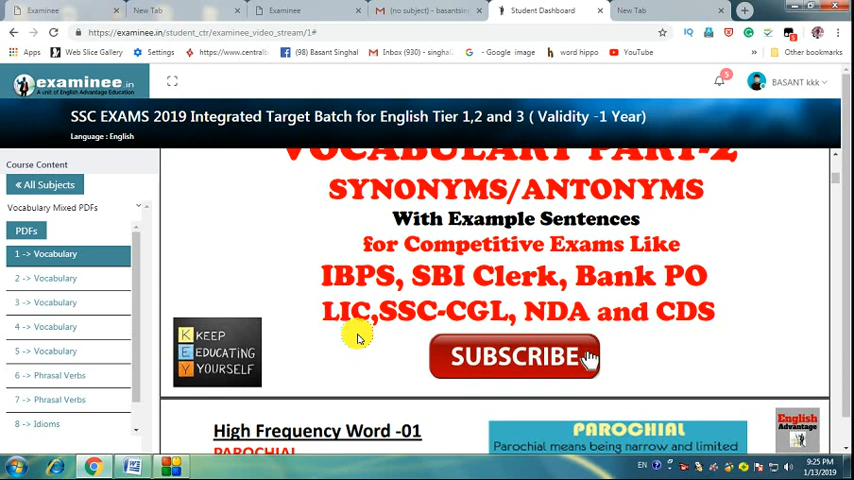 Examinee
New Tab
Examinee
(no subject) - basantsin
Student Dashboard
New Tab
https://examinee.in/student_ctr/examinee_video_stream/1#
Apps
Web Slice Gallery
Settings
https://www.centralb
(98) Basant Singhal
Inbox (930) - singhal
- Google image
word hippo
YouTube
Other bookmarks
examinee.in
A unit of English Advantage Education
5
BASANT kkk
SSC EXAMS 2019 Integrated Target Batch for English Tier 1,2 and 3 ( Validity -1 Year)
Language : English
Course Content
« All Subjects
Vocabulary Mixed PDFs
PDFs
1 -> Vocabulary
2 -> Vocabulary
3 -> Vocabulary
4 -> Vocabulary
5 -> Vocabulary
6 -> Phrasal Verbs
7 -> Phrasal Verbs
8 -> Idioms
VOCABULARY PART-2
SYNONYMS/ANTONYMS
With Example Sentences
for Competitive Exams Like
IBPS, SBI Clerk, Bank PO
LIC,SSC-CGL, NDA and CDS
KEEP
EDUCATING
YOURSELF
SUBSCRIBE
High Frequency Word -01
PAROCHIAL
PAROCHIAL
Parochial means being narrow and limited
English
Advantage
EN
9:25 PM
1/13/2019